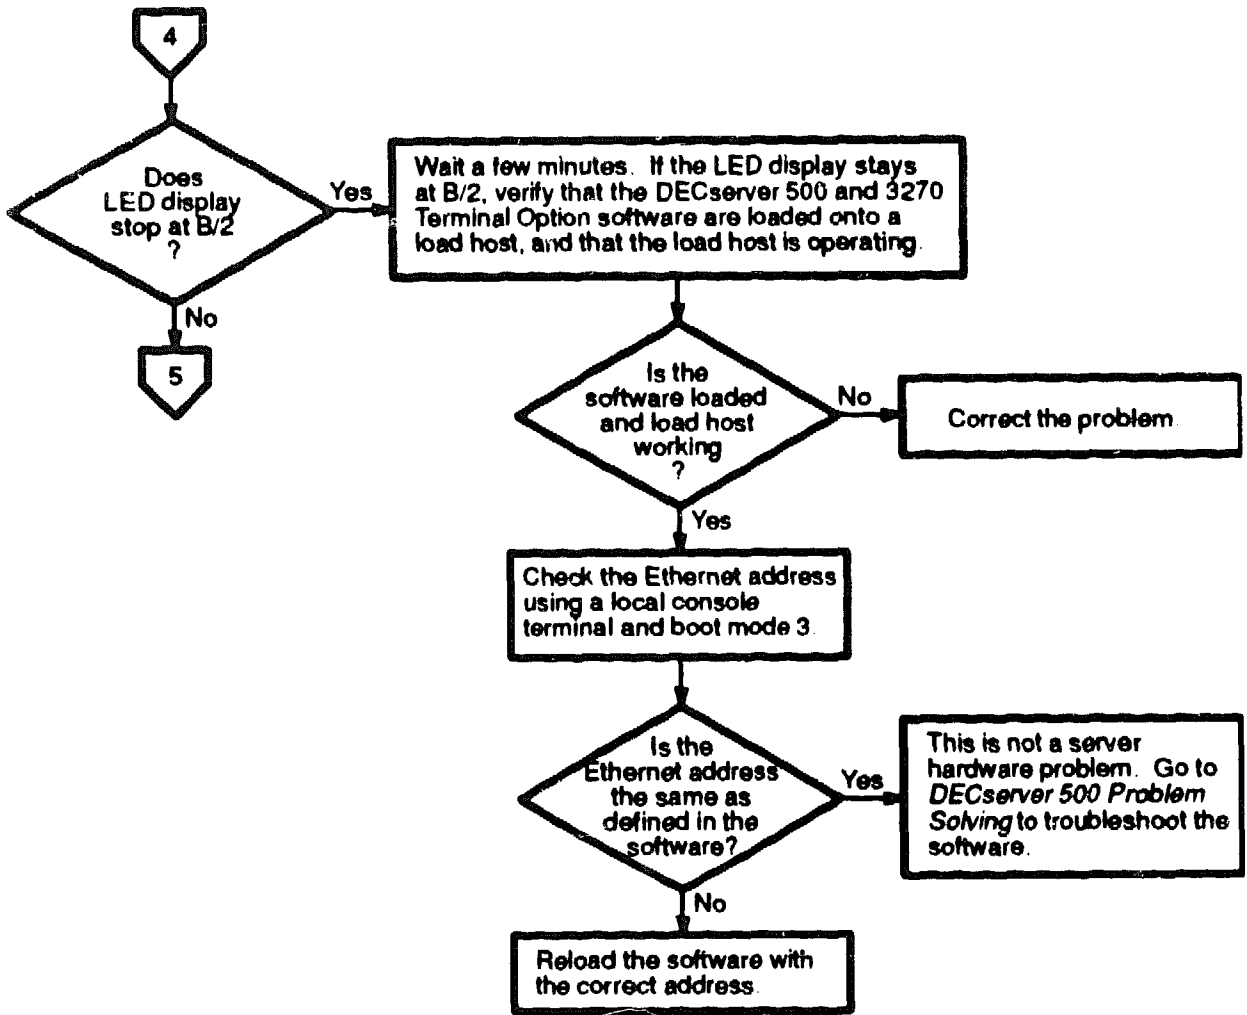 4
Does
LED display
stop at B/2
?
Yes
Wait a few minutes. If the LED display stays
at B/2, verify that the DECserver 500 and 3270
Terminal Option software are loaded onto a
load host, and that the load host is operating.
No
5
Is the
software loaded
and load host
working
?
No
Correct the problem.
Yes
Check the Ethernet address
using a local console
terminal and boot mode 3.
Is the
Ethernet address
the same as
defined in the
software?
Yes
This is not a server
hardware problem. Go to
DECserver 500 Problem
Solving to troubleshoot the
software.
No
Reload the software with
the correct address.